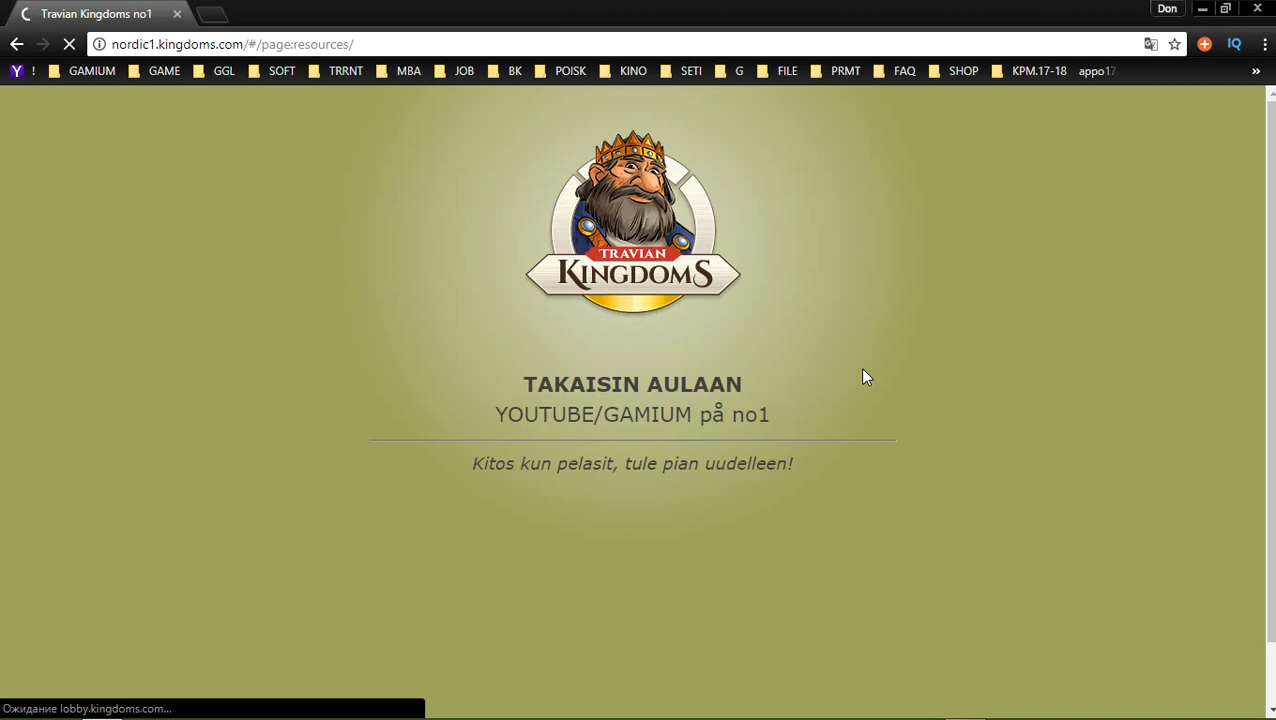 Travian Kingdoms no1
Don
nordic1.kingdoms.com/#/page:resources/
IQ
Y ! GAMIUM GAME GGL SOFT TRRNT MBA JOB BK POISK KINO SETI G FILE PRMT FAQ SHOP KPM.17-18 appo17 »
TRAVIAN
KINGDOMS
TAKAISIN AULAAN
YOUTUBE/GAMIUM på no1
Kitos kun pelasit, tule pian uudelleen!
Ожидание lobby.kingdoms.com...